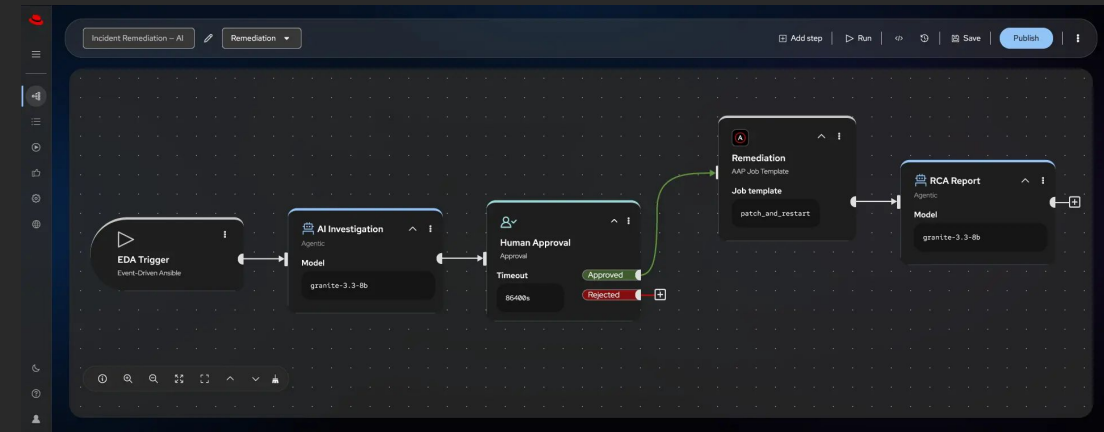 Incident Remediation – AI
Remediation
Add step
Run
Save
Publish
EDA Trigger
Event-Driven Ansible
AI Investigation
Agentic
Model
granite-3.3-8b
Human Approval
Approval
Timeout
86400s
Approved
Rejected
Remediation
AAP Job Template
Job template
patch_and_restart
RCA Report
Agentic
Model
granite-3.3-8b